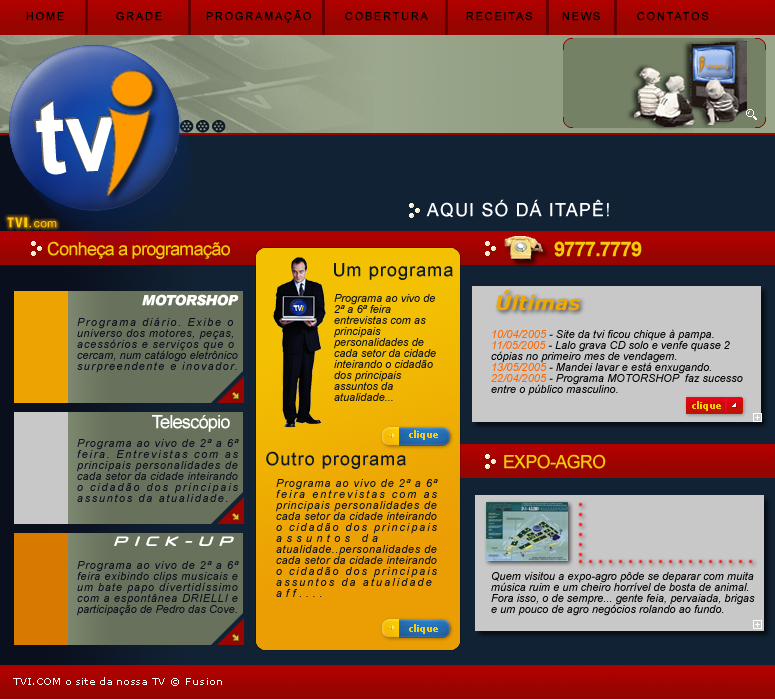 HOME GRADE PROGRAMAÇÃO COBERTURA RECEITAS NEWS CONTATOS
tvi
TVI.com
AQUI SÓ DÁ ITAPÊ!
Conheça a programação
9777.7779
MOTORSHOP
Programa diário. Exibe o
universo dos motores, peças,
acessórios e serviços que o
cercam, num catálogo eletrônico
surpreendente e inovador.
Telescópio
Programa ao vivo de 2ª a 6ª
feira. Entrevistas com as
principais personalidades de
cada setor da cidade inteirando
o cidadão dos principais
assuntos da atualidade.
PICK-UP
Programa ao vivo de 2ª a 6ª
feira exibindo clips musicais e
um bate papo divertidíssimo
com a espontânea DRIELLI e
participação de Pedro das Cove.
Um programa
Programa ao vivo de
2ª a 6ª feira
entrevistas com as
principais
personalidades de
cada setor da cidade
inteirando o cidadão
dos principais
assuntos da
atualidade...
tvi
clique
Outro programa
Programa ao vivo de 2ª a 6ª
feira entrevistas com as
principais personalidades de
cada setor da cidade inteirando
o cidadão dos principais
assuntos da
atualidade..personalidades de
cada setor da cidade inteirando
o cidadão dos principais
assuntos da atualidade
aff....
clique
Últimas
10/04/2005 - Site da tvi ficou chique à pampa.
11/05/2005 - Lalo grava CD solo e venfe quase 2
cópios no primeiro mes de vendagem.
13/05/2005 - Mandei lavar e está enxugando.
22/04/2005 - Programa MOTORSHOP faz sucesso
entre o público masculino.
clique
EXPO-AGRO
Quem visitou a expo-agro pôde se deparar com muita
música ruim e um cheiro horrível de bosta de animal.
Fora isso, o de sempre... gente feia, pervaiada, brigas
e um pouco de agro negócios rolando ao fundo.
TVI.COM o site da nossa TV © Fusion